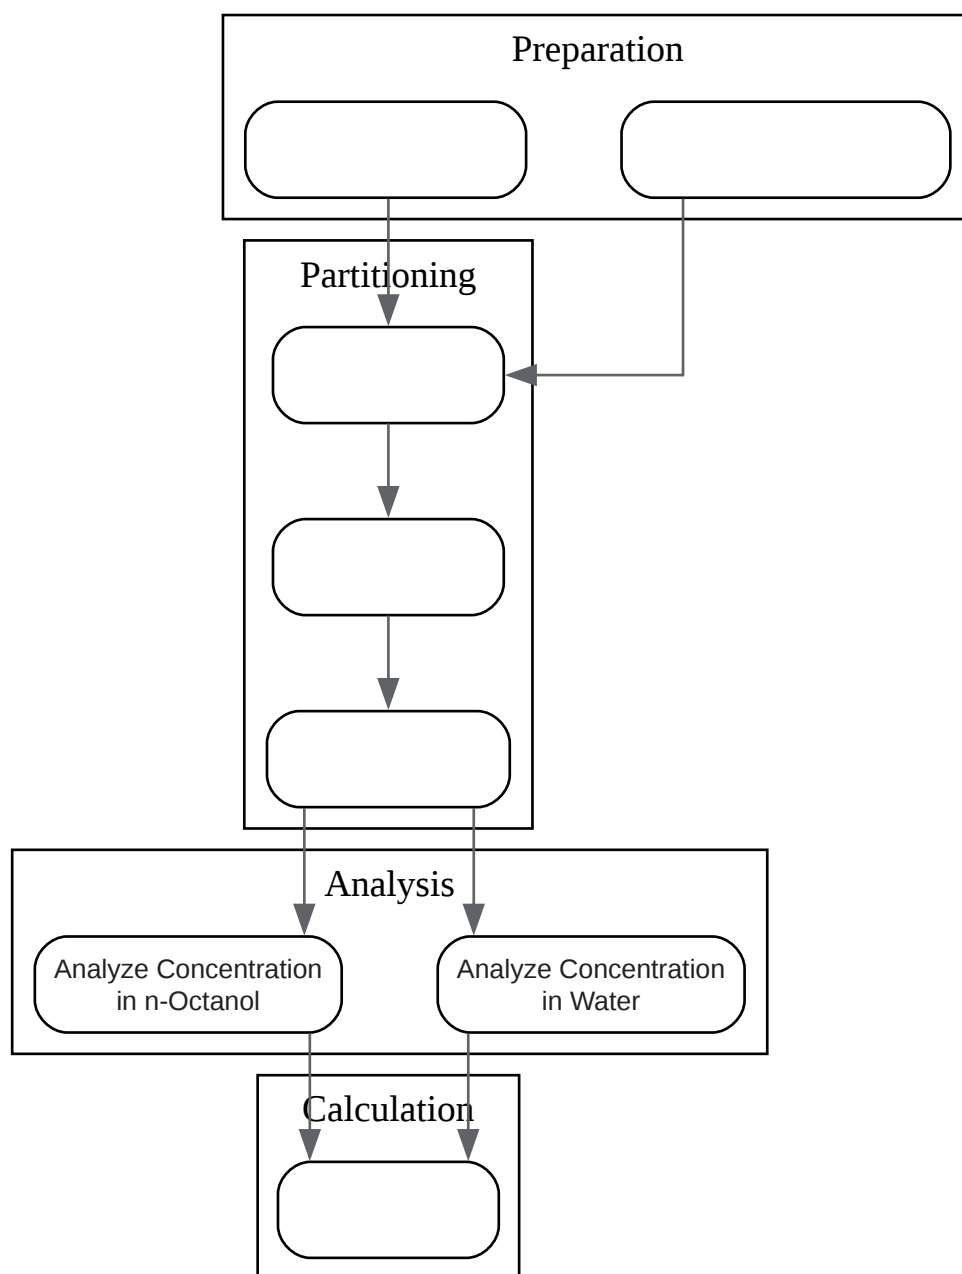 Preparation
Partitioning
Analysis
Analyze Concentration
in n-Octanol
Analyze Concentration
in Water
Calculation